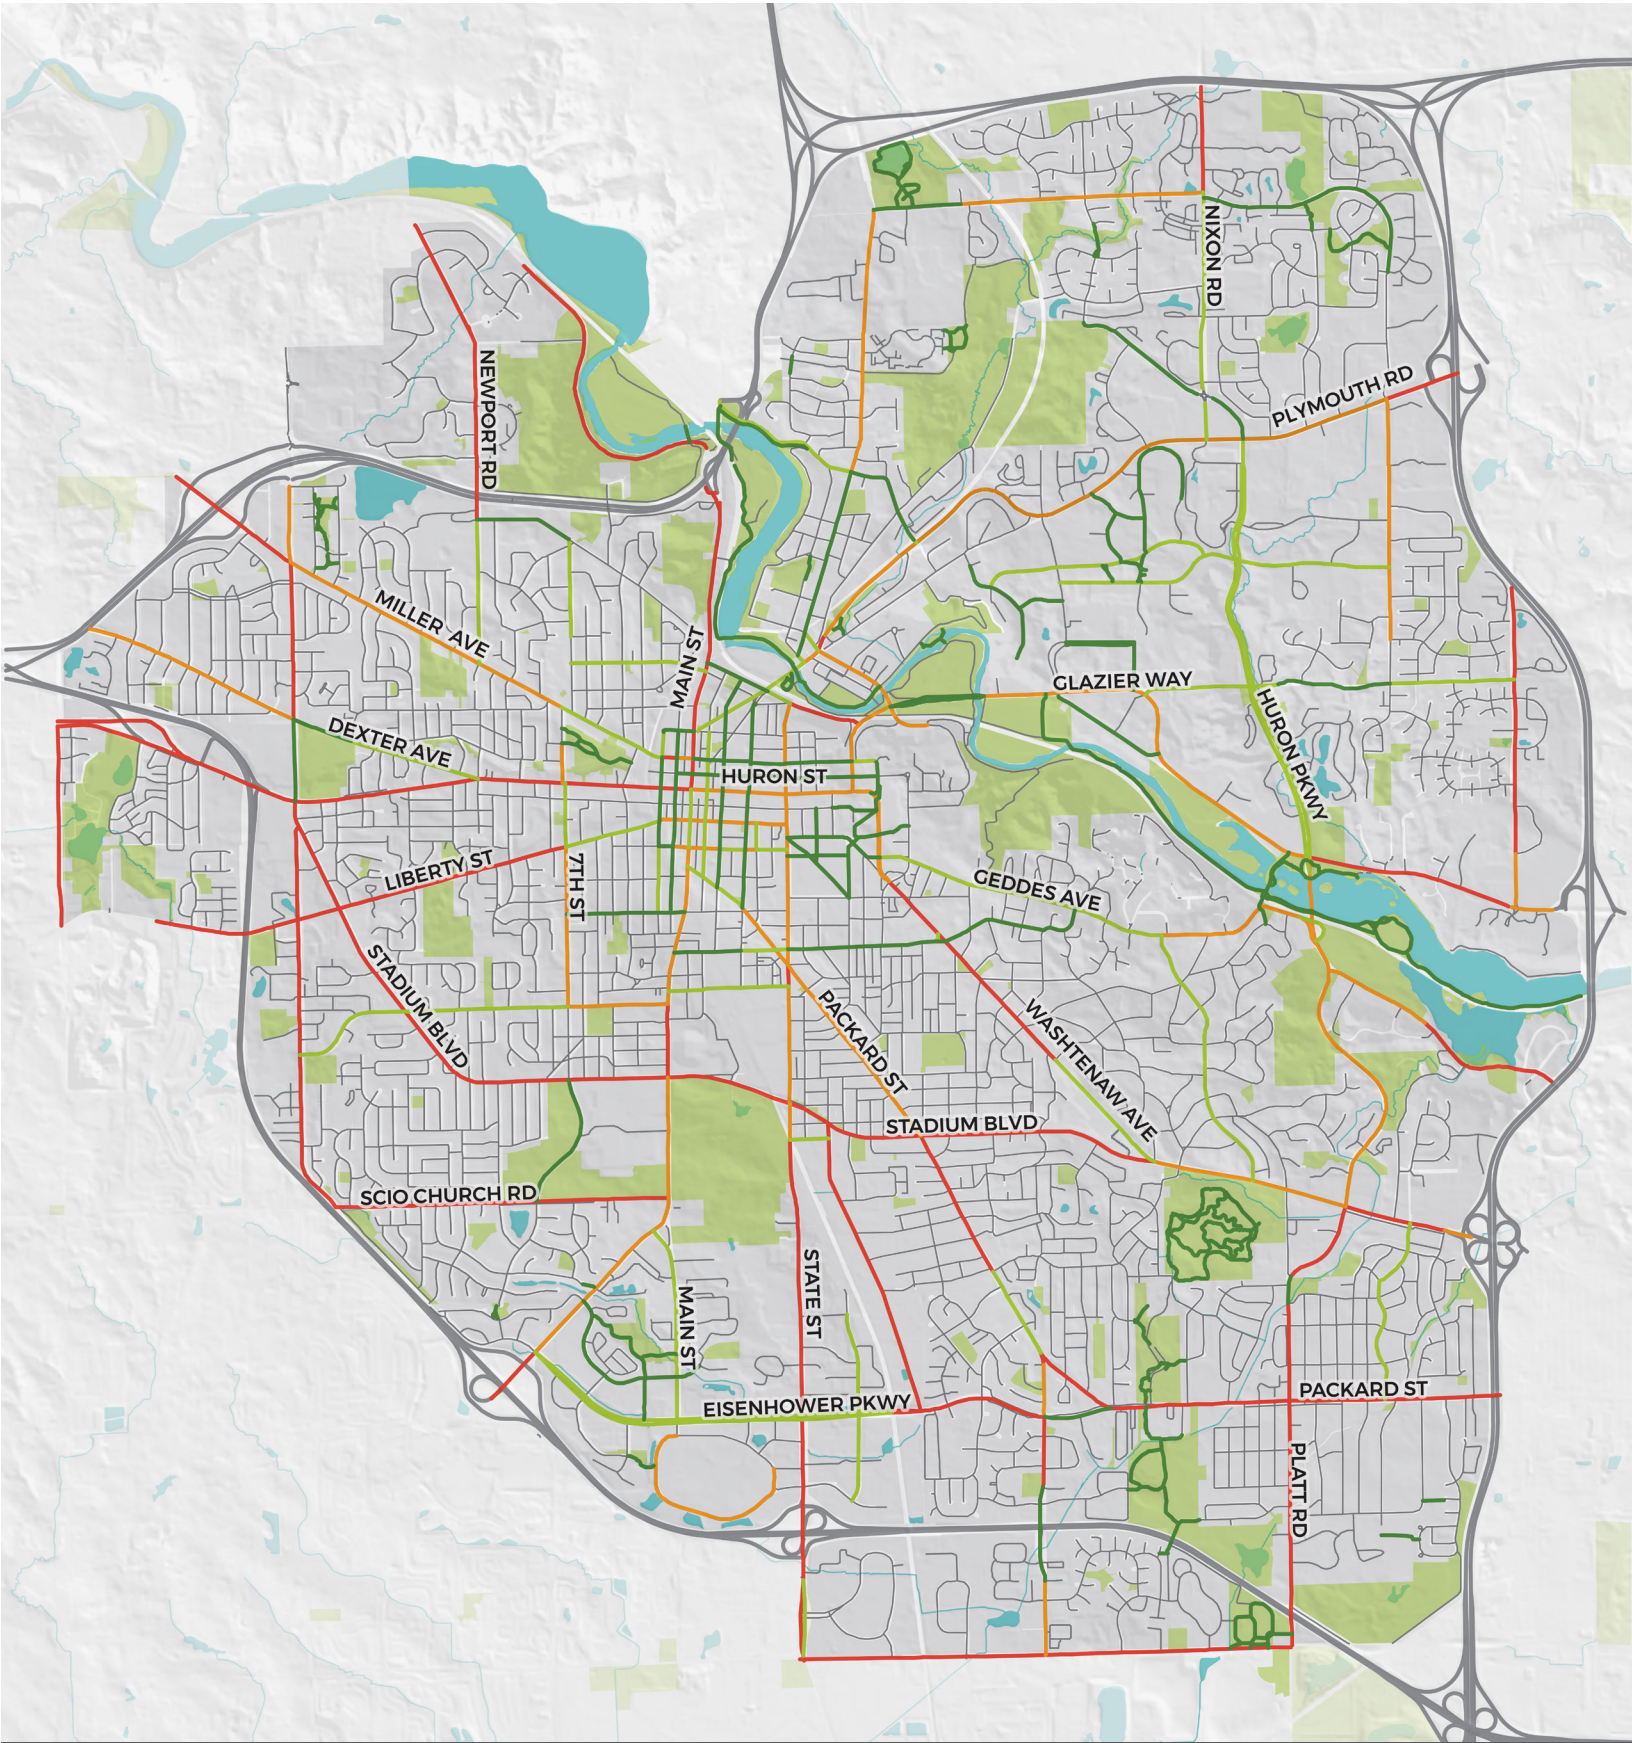 NIXON RD
PLYMOUTH RD
NEWPORT RD
MILLER AVE
MAIN ST
GLAZIER WAY
HURON PKWY
DEXTER AVE
HURON ST
LIBERTY ST
7TH ST
GEDDES AVE
STADIUM BLVD
PACKARD ST
WASHTENAW AVE
STADIUM BLVD
SCIO CHURCH RD
STATE ST
MAIN ST
EISENHOWER PKWY
PACKARD ST
PLATT RD